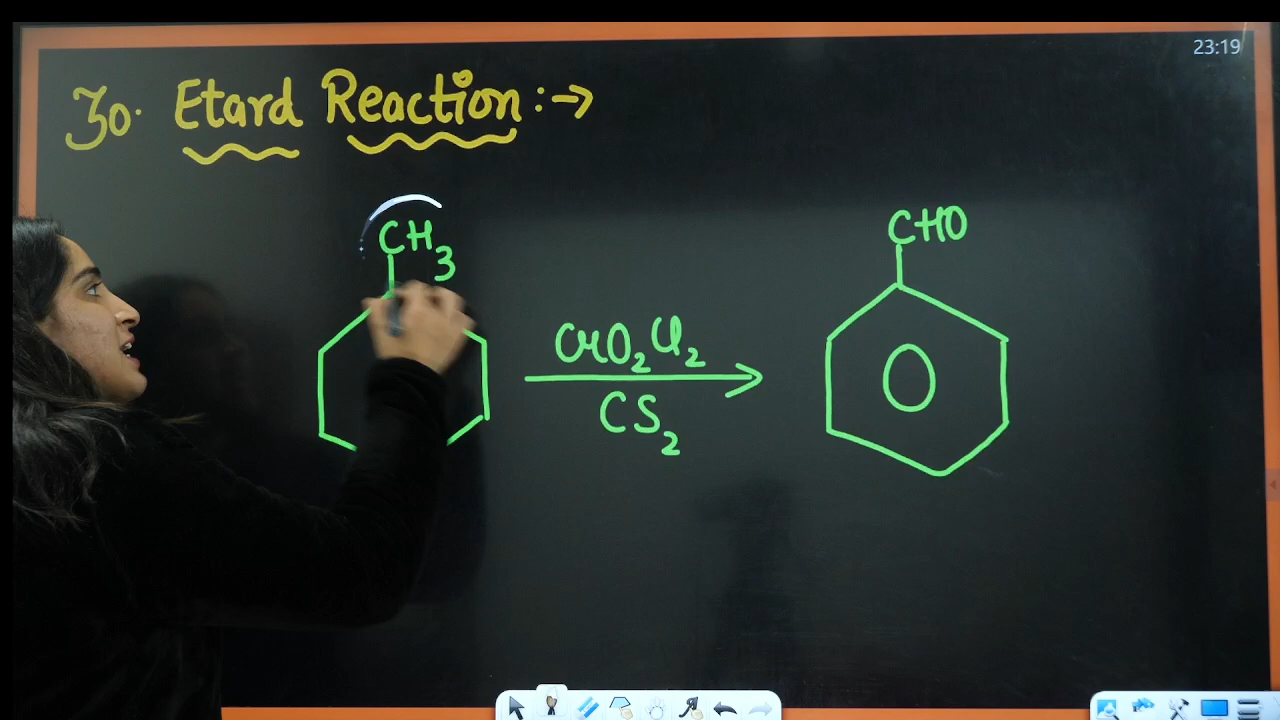 23:19
30. Etard Reaction :→
CH3
CHO
CrO2Cl2
CS2